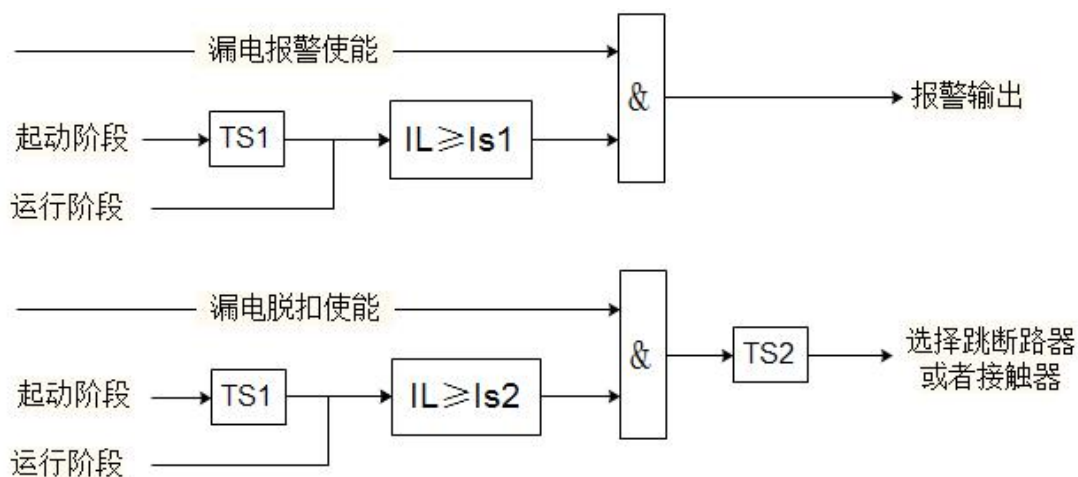 漏电报警使能
起动阶段
TS1
IL≥Is1
&
报警输出
运行阶段
漏电脱扣使能
起动阶段
TS1
IL≥Is2
&
TS2
选择跳断路器
或者接触器
运行阶段